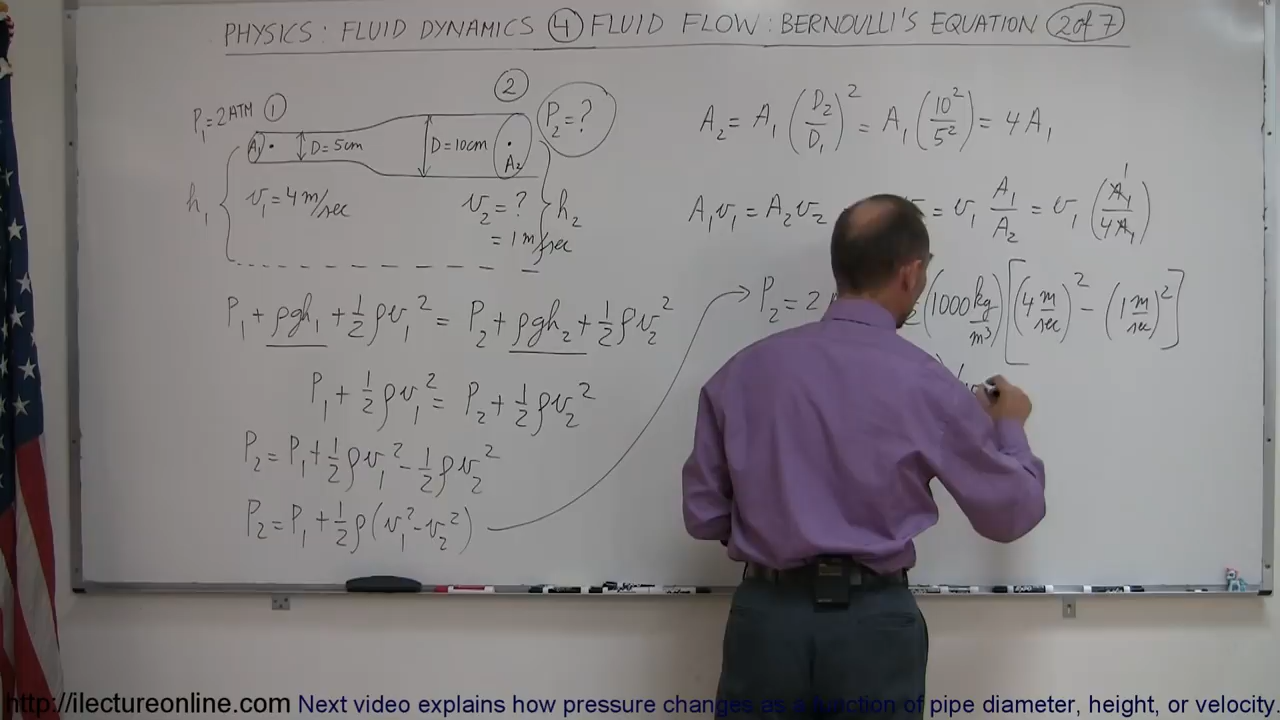 PHYSICS: FLUID DYNAMICS ④ FLUID FLOW: BERNOULLI'S EQUATION 2 of 7
P₁=2ATM ① ② P₂=?
A₁ D=5cm D=10cm A₂
h₁ v₁=4 m/sec v₂=? h₂
=1 m/sec
P₁+ρgh₁+½ρv₁²=P₂+ρgh₂+½ρv₂²
P₁+½ρv₁²=P₂+½ρv₂²
P₂=P₁+½ρv₁²-½ρv₂²
P₂=P₁+½ρ(v₁²-v₂²)
A₂=A₁(D₂/D₁)²=A₁(10²/5²)=4A₁
A₁v₁=A₂v₂ =v₁ A₁/A₂=v₁(A₁/4A₁) 1
P₂=2 (1000 kg/m³)[(4 m/sec)²-(1 m/sec)²]
http://ilectureonline.com Next video explains how pressure changes as a function of pipe diameter, height, or velocity.